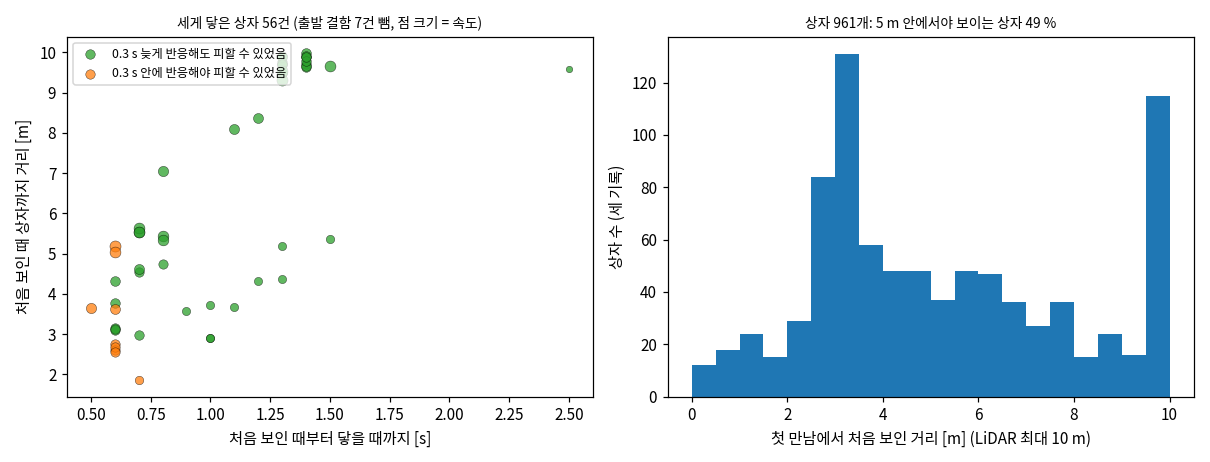 세게 닿은 상자 56건 (출발 결함 7건 뺌, 점 크기 = 속도)
0.3 s 늦게 반응해도 피할 수 있었음
0.3 s 안에 반응해야 피할 수 있었음
처음 보인 때 상자까지 거리 [m]
10
9
8
7
6
5
4
3
2
0.50 0.75 1.00 1.25 1.50 1.75 2.00 2.25 2.50
처음 보인 때부터 닿을 때까지 [s]
상자 961개: 5 m 안에서야 보이는 상자 49 %
상자 수 (세 기록)
120
100
80
60
40
20
0
0 2 4 6 8 10
첫 만남에서 처음 보인 거리 [m] (LiDAR 최대 10 m)